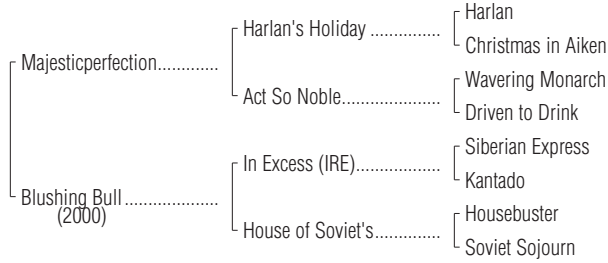 Harlan
Harlan's Holiday ...............
Christmas in Aiken
Majesticperfection.............
Wavering Monarch
Act So Noble......................
Driven to Drink
Siberian Express
In Excess (IRE)...................
Kantado
Blushing Bull ....................
(2000)
Housebuster
House of Soviet's...............
Soviet Sojourn